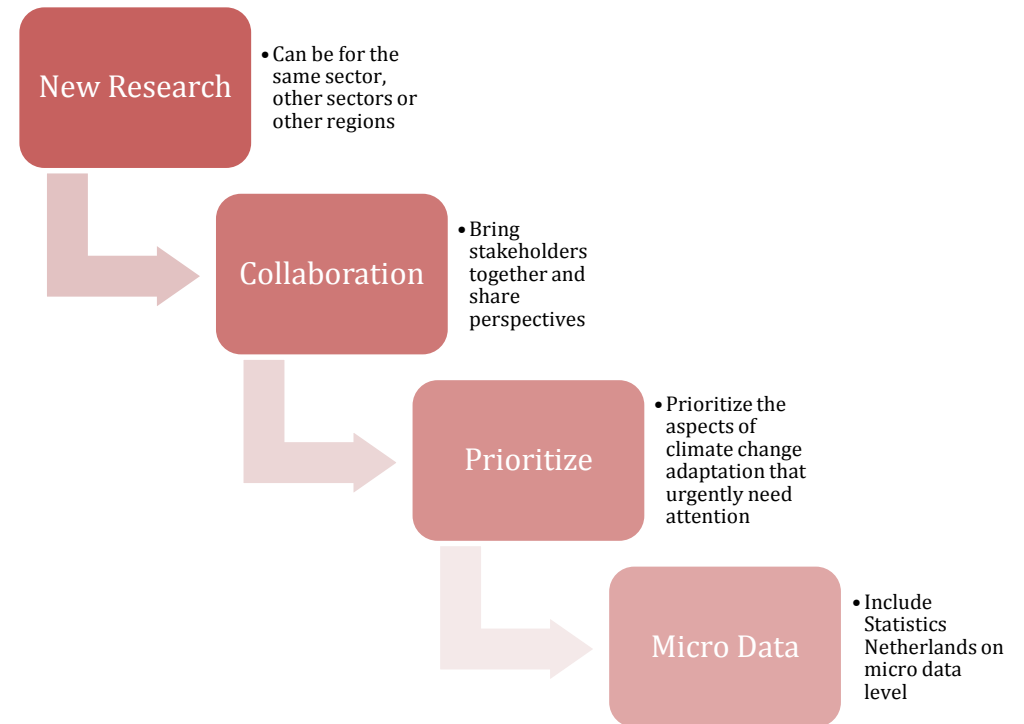 New Research
• Can be for the
same sector,
other sectors or
other regions
Collaboration
• Bring
stakeholders
together and
share
perspectives
Prioritize
• Prioritize the
aspects of
climate change
adaptation that
urgently need
attention
Micro Data
• Include
Statistics
Netherlands on
micro data
level